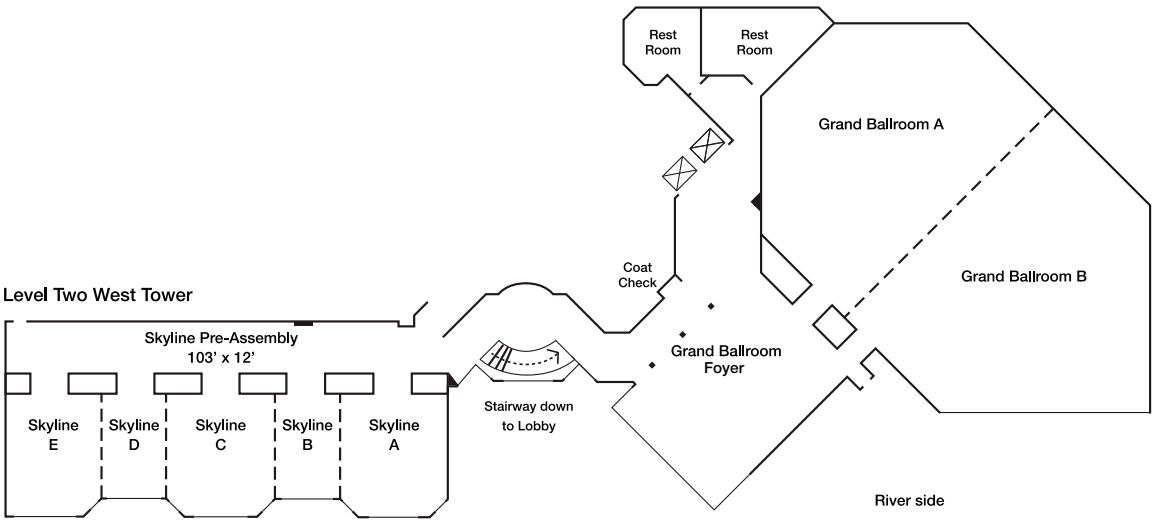 Rest
Room
Rest
Room
Grand Ballroom A
Coat
Check
Grand Ballroom B
Level Two West Tower
Skyline Pre-Assembly
103’ x 12’
Grand Ballroom
Foyer
Stairway down
to Lobby
Skyline
E
Skyline
D
Skyline
C
Skyline
B
Skyline
A
River side